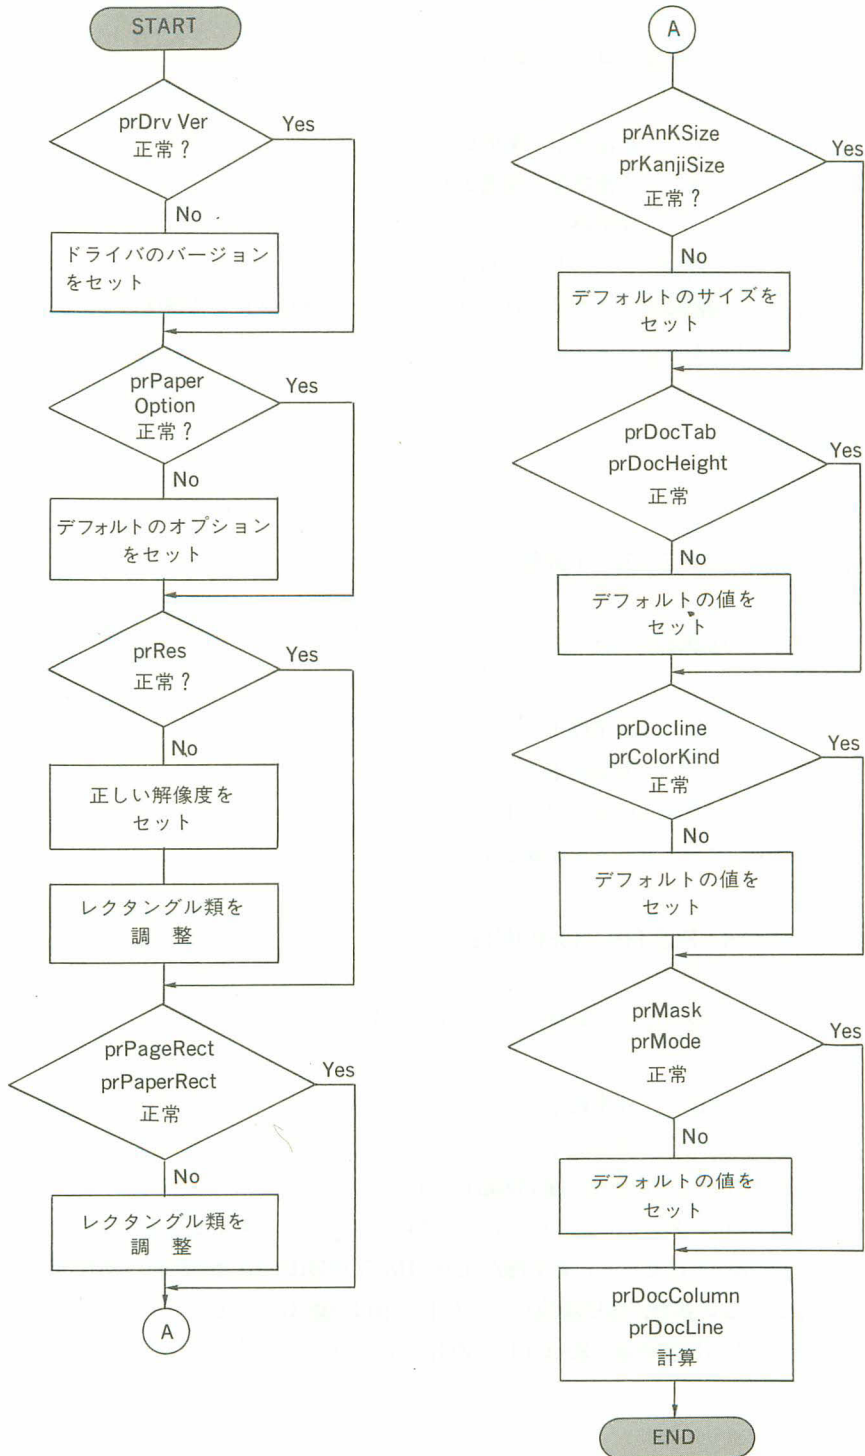 START
prDrv Ver
正常？
Yes
No
ドライバのバージョン
をセット
prPaper
Option
正常？
Yes
No
デフォルトのオプション
をセット
prRes
正常？
Yes
No
正しい解像度を
セット
レクタングル類を
調　整
prPageRect
prPaperRect
正常
Yes
No
レクタングル類を
調　整
A
A
prAnKSize
prKanjiSize
正常？
Yes
No
デフォルトのサイズを
セット
prDocTab
prDocHeight
正常
Yes
No
デフォルトの値を
セット
prDocline
prColorKind
正常
Yes
No
デフォルトの値を
セット
prMask
prMode
正常
Yes
No
デフォルトの値を
セット
prDocColumn
prDocLine
計算
END